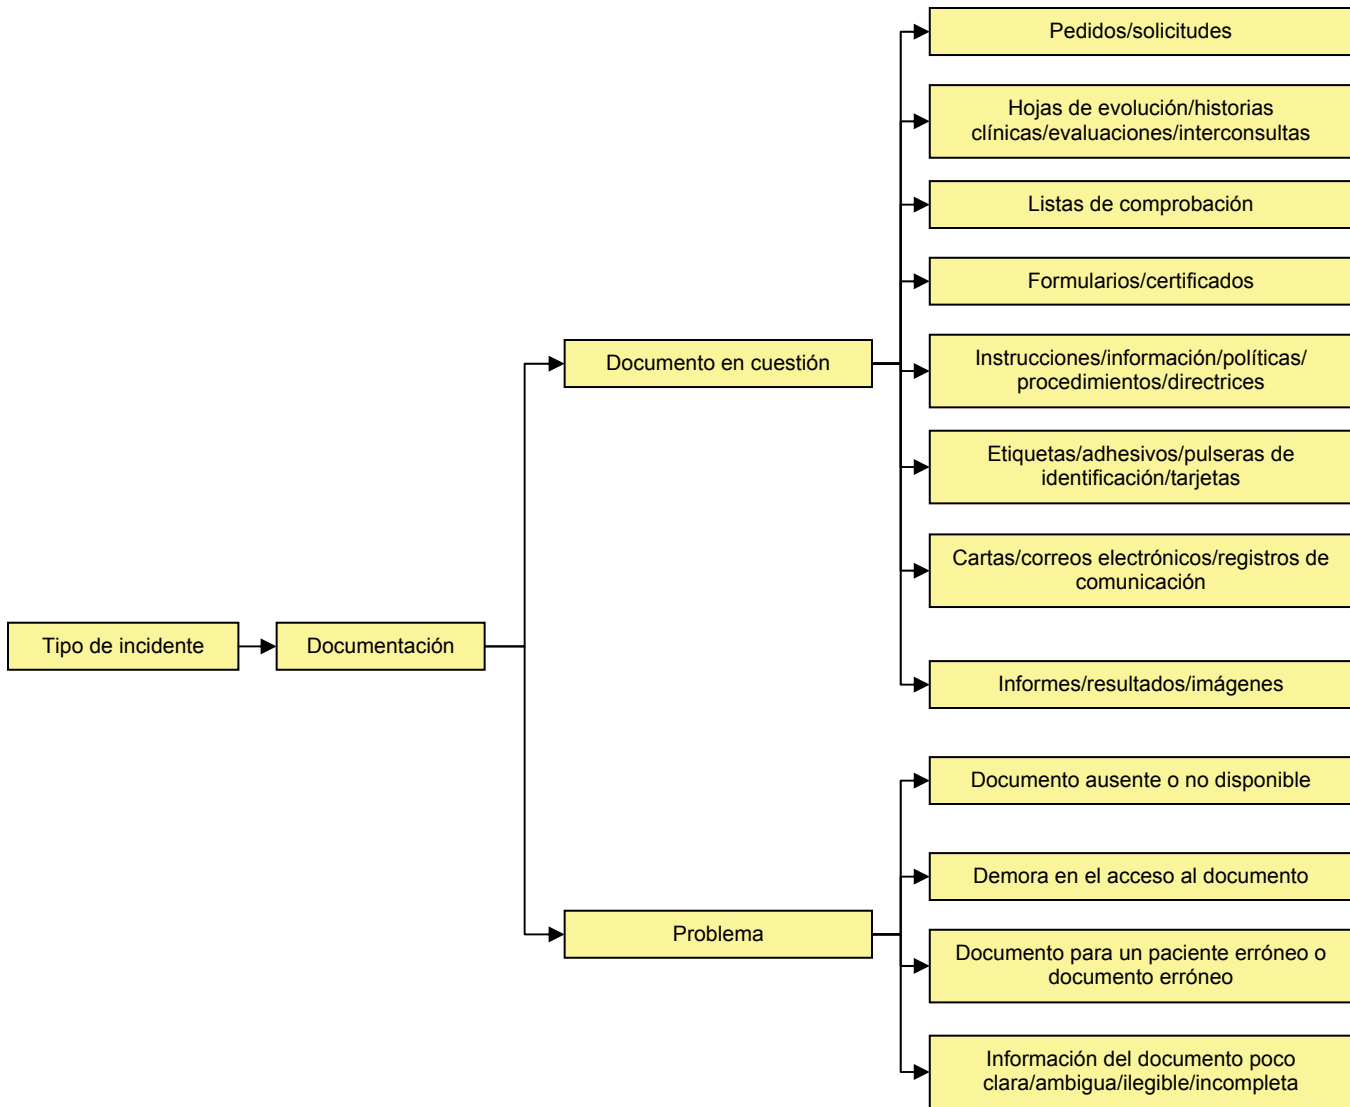 Pedidos/solicitudes
Hojas de evolución/historias
clínicas/evaluaciones/interconsultas
Listas de comprobación
Formularios/certificados
Documento en cuestión
Instrucciones/información/políticas/
procedimientos/directrices
Etiquetas/adhesivos/pulseras de
identificación/tarjetas
Cartas/correos electrónicos/registros de
comunicación
Tipo de incidente
Documentación
Informes/resultados/imágenes
Documento ausente o no disponible
Demora en el acceso al documento
Problema
Documento para un paciente erróneo o
documento erróneo
Información del documento poco
clara/ambigua/ilegible/incompleta